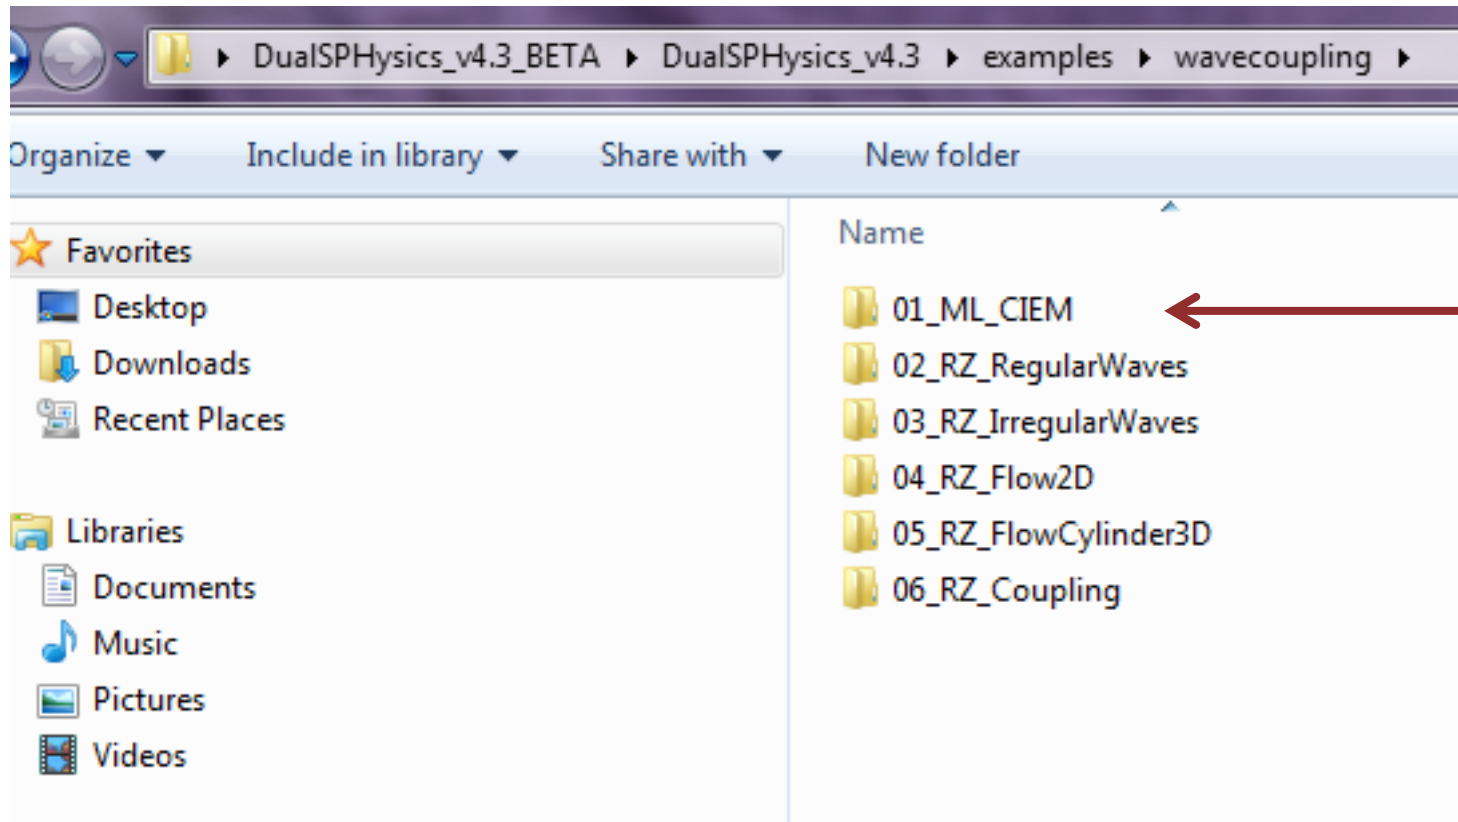 DualSPHysics_v4.3_BETA DualSPHysics_v4.3 examples wavecoupling
Organize Include in library Share with New folder
Favorites
Desktop
Downloads
Recent Places
Libraries
Documents
Music
Pictures
Videos
Name
01_ML_CIEM
02_RZ_RegularWaves
03_RZ_IrregularWaves
04_RZ_Flow2D
05_RZ_FlowCylinder3D
06_RZ_Coupling